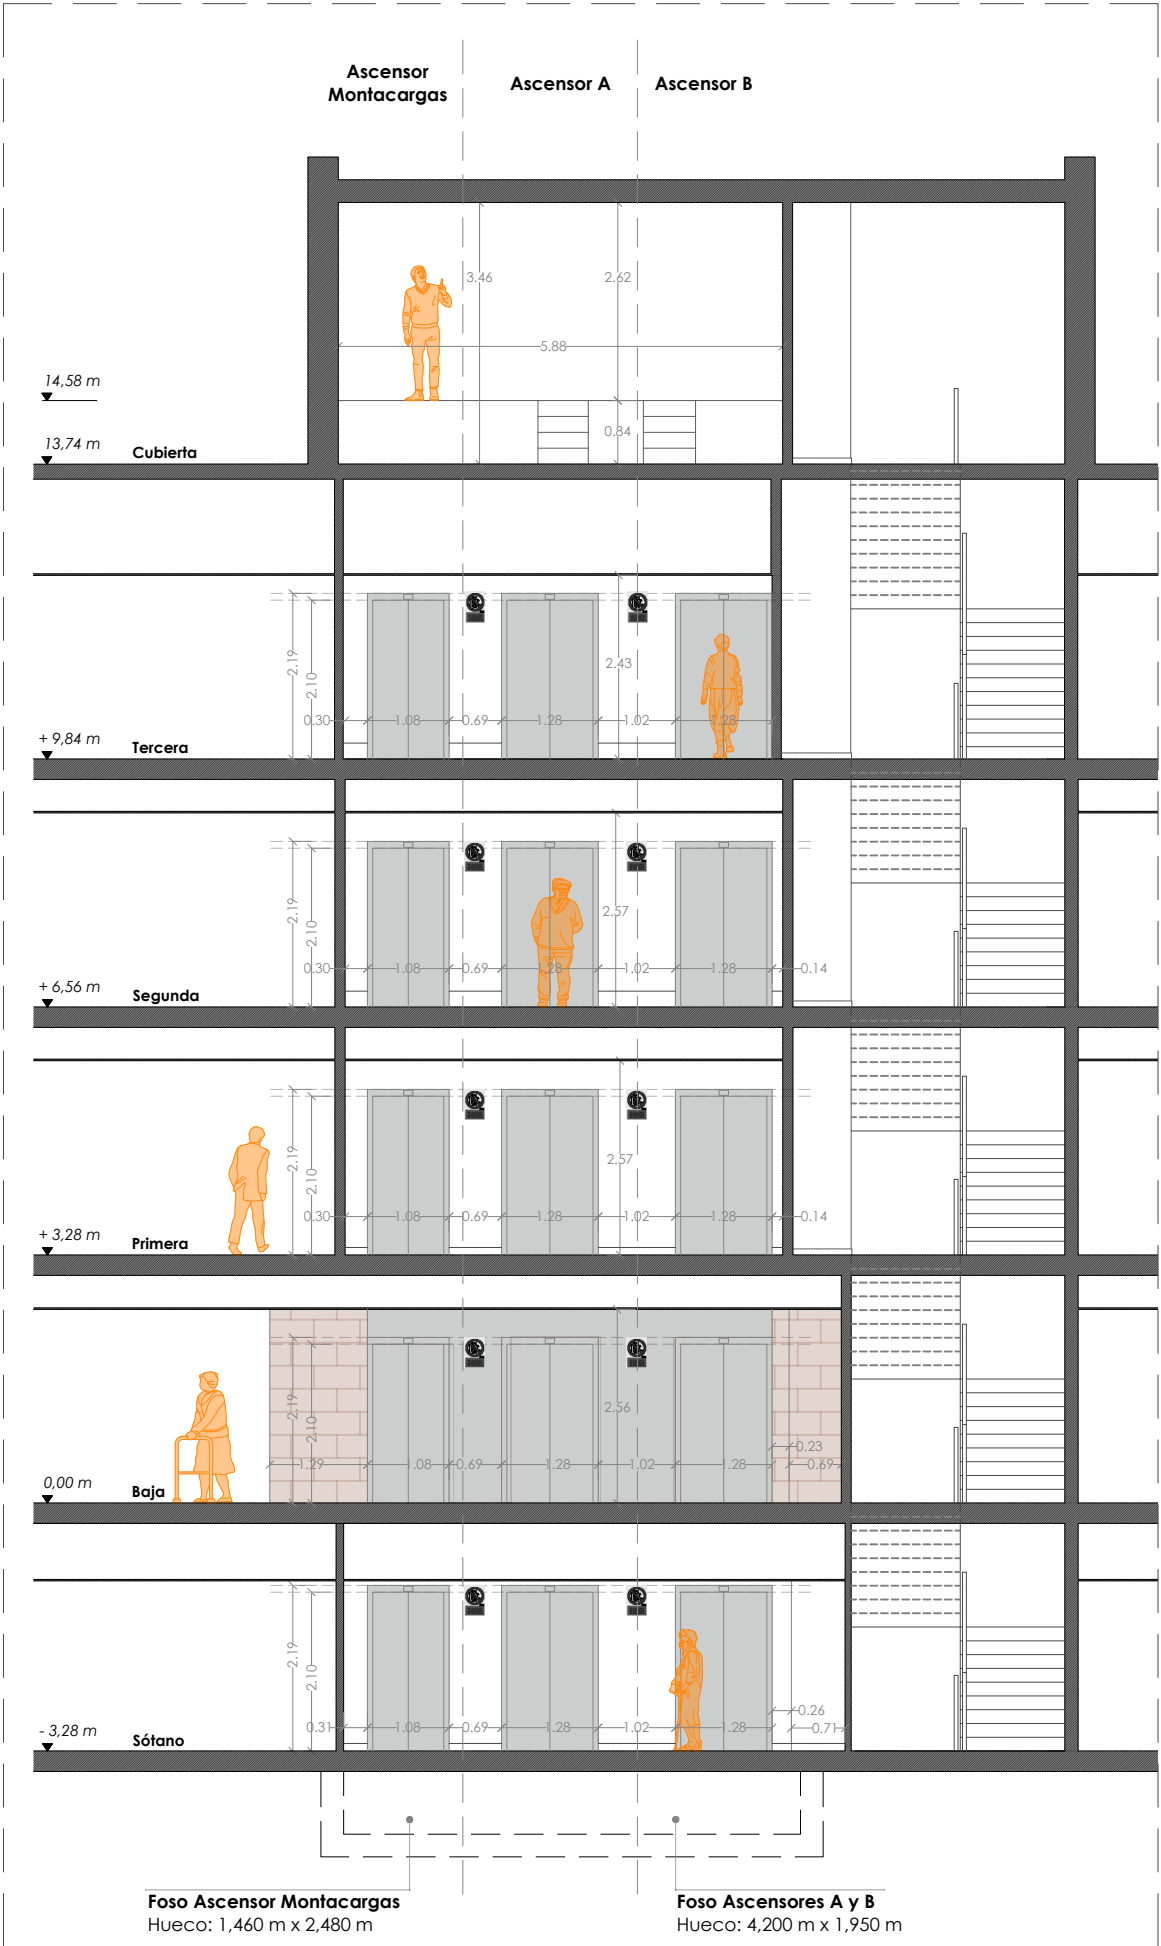 Ascensor
Montacargas
Ascensor A
Ascensor B
3.46
2.62
5.88
14,58 m
0.84
13,74 m
Cubierta
2.19
2.10
2.43
0.30
1.08
0.69
1.28
1.02
1.28
+ 9,84 m
Tercera
2.19
2.10
2.57
0.30
1.08
0.69
1.28
1.02
1.28
0.14
+ 6,56 m
Segunda
2.19
2.10
2.57
0.30
1.08
0.69
1.28
1.02
1.28
0.14
+ 3,28 m
Primera
2.19
2.10
2.56
0.23
1.29
1.08
0.69
1.28
1.02
1.28
0.69
0,00 m
Baja
2.19
2.10
0.26
0.31
1.08
0.69
1.28
1.02
1.28
0.71
- 3,28 m
Sótano
Foso Ascensor Montacargas
Hueco: 1,460 m x 2,480 m
Foso Ascensores A y B
Hueco: 4,200 m x 1,950 m